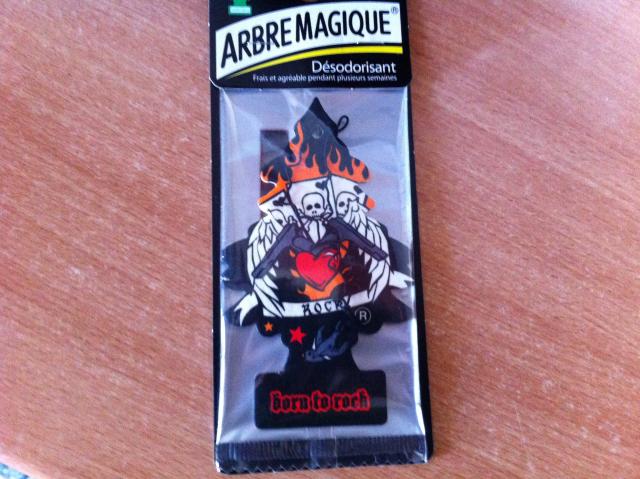 ARBRE MAGIQUE®
Désodorisant
Frais et agréable pendant plusieurs semaines
ROCK
®
Born to rock